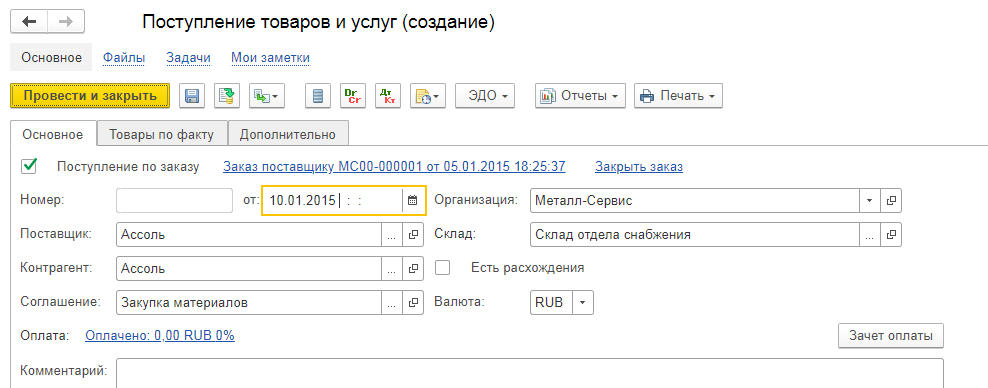 Поступление товаров и услуг (создание)
Основное Файлы Задачи Мои заметки
Провести и закрыть Dr Cr Дт Кт ЭДО Отчеты Печать
Основное Товары по факту Дополнительно
Поступление по заказу Заказ поставщику МС00-000001 от 05.01.2015 18:25:37 Закрыть заказ
Номер: от: 10.01.2015 : : Организация: Металл-Сервис
Поставщик: Ассоль ... Склад: Склад отдела снабжения ...
Контрагент: Ассоль ... Есть расхождения
Соглашение: Закупка материалов ... Валюта: RUB
Оплата: Оплачено: 0,00 RUB 0% Зачет оплаты
Комментарий: